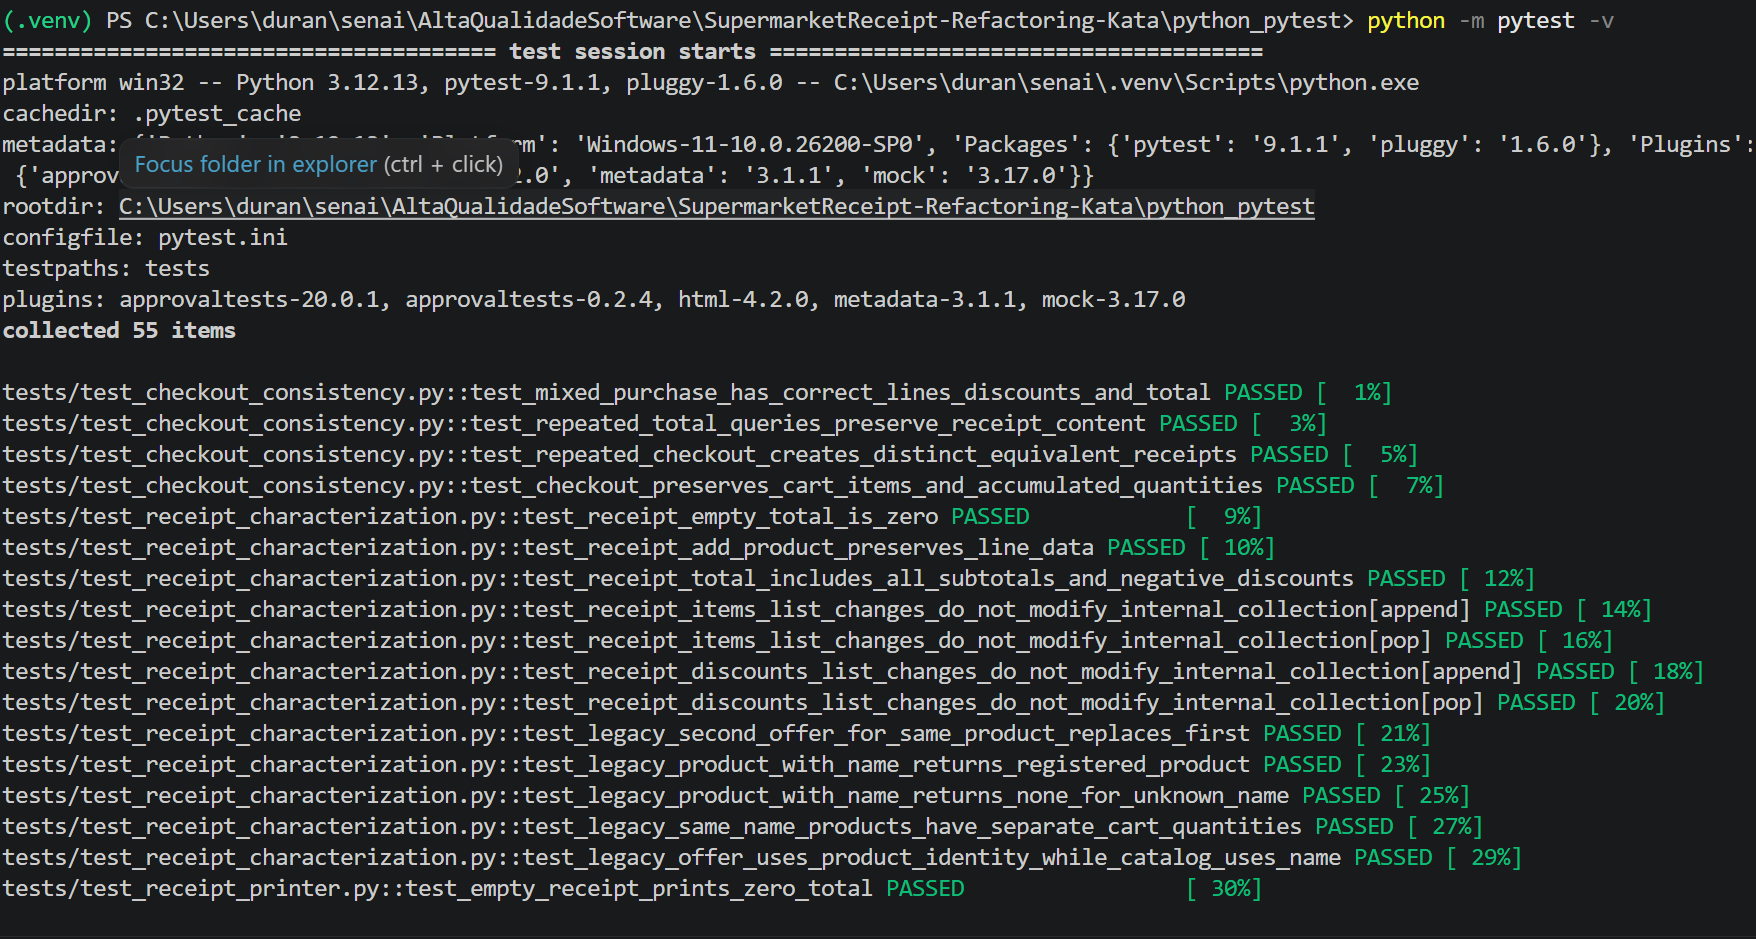 (.venv) PS C:\Users\duran\senai\AltaQualidadeSoftware\SupermarketReceipt-Refactoring-Kata\python_pytest> python -m pytest -v
====================================== test session starts ======================================
platform win32 -- Python 3.12.13, pytest-9.1.1, pluggy-1.6.0 -- C:\Users\duran\senai\.venv\Scripts\python.exe
cachedir: .pytest_cache
metadata: 'Windows-11-10.0.26200-SP0', 'Packages': {'pytest': '9.1.1', 'pluggy': '1.6.0'}, 'Plugins':
Focus folder in explorer (ctrl + click)
{'approv 2.0', 'metadata': '3.1.1', 'mock': '3.17.0'}}
rootdir: C:\Users\duran\senai\AltaQualidadeSoftware\SupermarketReceipt-Refactoring-Kata\python_pytest
configfile: pytest.ini
testpaths: tests
plugins: approvaltests-20.0.1, approvaltests-0.2.4, html-4.2.0, metadata-3.1.1, mock-3.17.0
collected 55 items
tests/test_checkout_consistency.py::test_mixed_purchase_has_correct_lines_discounts_and_total PASSED [  1%]
tests/test_checkout_consistency.py::test_repeated_total_queries_preserve_receipt_content PASSED [  3%]
tests/test_checkout_consistency.py::test_repeated_checkout_creates_distinct_equivalent_receipts PASSED [  5%]
tests/test_checkout_consistency.py::test_checkout_preserves_cart_items_and_accumulated_quantities PASSED [  7%]
tests/test_receipt_characterization.py::test_receipt_empty_total_is_zero PASSED            [  9%]
tests/test_receipt_characterization.py::test_receipt_add_product_preserves_line_data PASSED [ 10%]
tests/test_receipt_characterization.py::test_receipt_total_includes_all_subtotals_and_negative_discounts PASSED [ 12%]
tests/test_receipt_characterization.py::test_receipt_items_list_changes_do_not_modify_internal_collection[append] PASSED [ 14%]
tests/test_receipt_characterization.py::test_receipt_items_list_changes_do_not_modify_internal_collection[pop] PASSED [ 16%]
tests/test_receipt_characterization.py::test_receipt_discounts_list_changes_do_not_modify_internal_collection[append] PASSED [ 18%]
tests/test_receipt_characterization.py::test_receipt_discounts_list_changes_do_not_modify_internal_collection[pop] PASSED [ 20%]
tests/test_receipt_characterization.py::test_legacy_second_offer_for_same_product_replaces_first PASSED [ 21%]
tests/test_receipt_characterization.py::test_legacy_product_with_name_returns_registered_product PASSED [ 23%]
tests/test_receipt_characterization.py::test_legacy_product_with_name_returns_none_for_unknown_name PASSED [ 25%]
tests/test_receipt_characterization.py::test_legacy_same_name_products_have_separate_cart_quantities PASSED [ 27%]
tests/test_receipt_characterization.py::test_legacy_offer_uses_product_identity_while_catalog_uses_name PASSED [ 29%]
tests/test_receipt_printer.py::test_empty_receipt_prints_zero_total PASSED                 [ 30%]